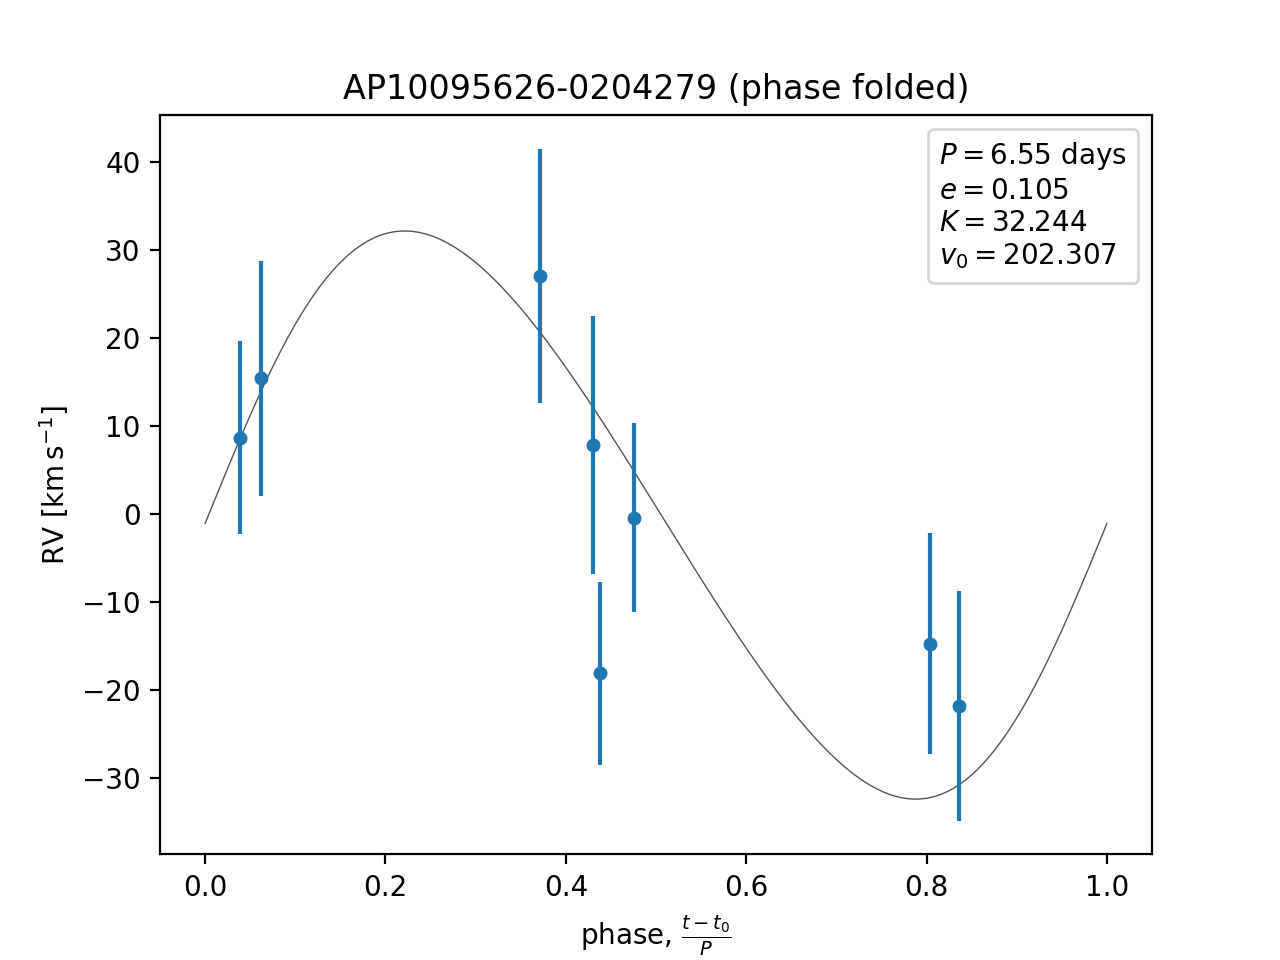 AP10095626-0204279 (phase folded)
P = 6.55 days
e = 0.105
K = 32.244
v₀ = 202.307
40
30
20
10
0
−10
−20
−30
RV [km s⁻¹]
0.0 0.2 0.4 0.6 0.8 1.0
phase, (t − t₀)/P